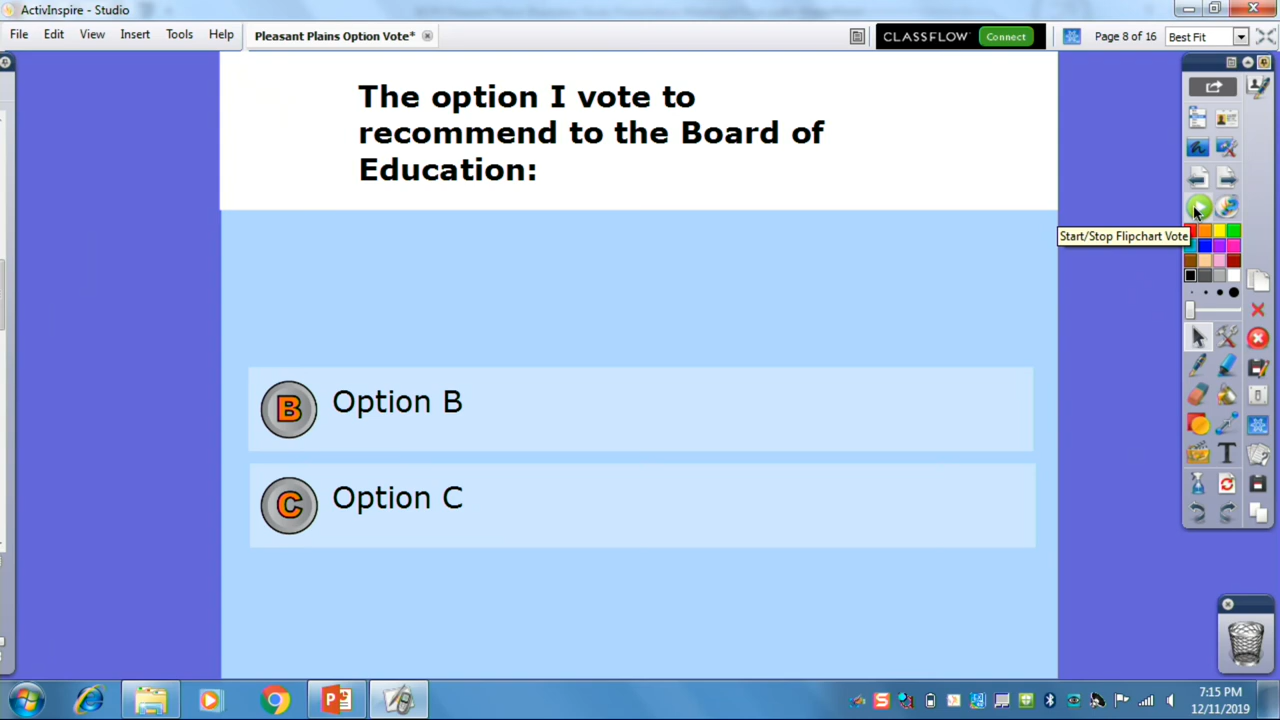 ActivInspire - Studio
File Edit View Insert Tools Help
Pleasant Plains Option Vote*
CLASSFLOW Connect
Page 8 of 16
Best Fit
The option I vote to
recommend to the Board of
Education:
Start/Stop Flipchart Vote
B Option B
C Option C
T
7:15 PM
12/11/2019